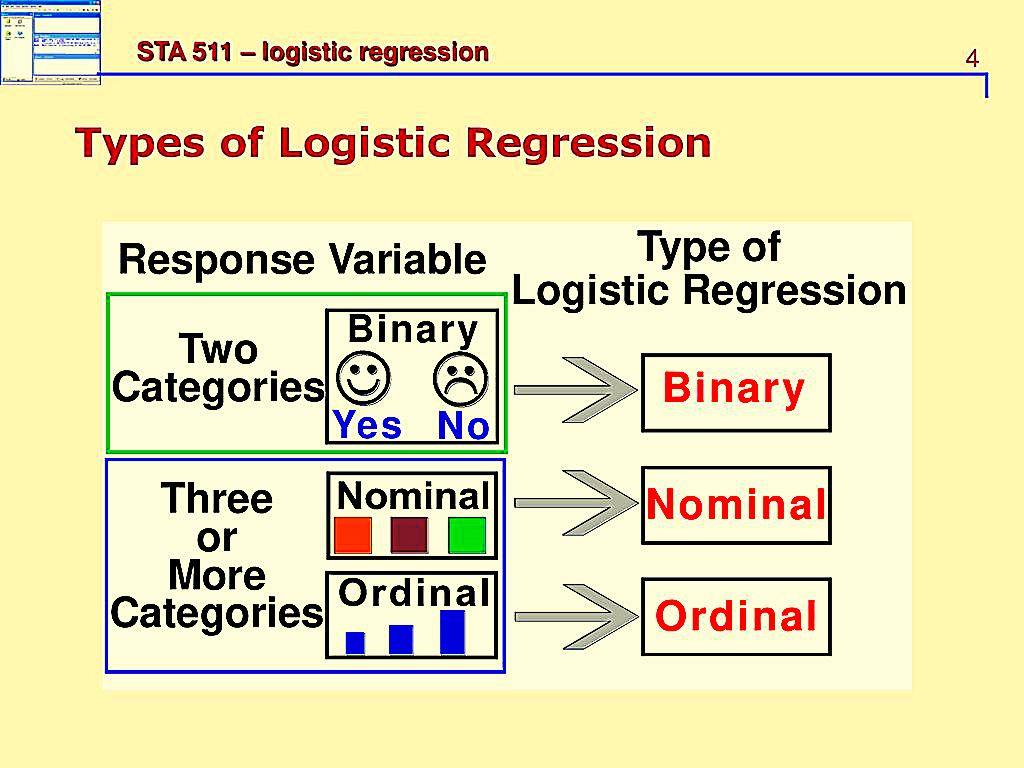 STA 511 – logistic regression
4
Types of Logistic Regression
Response Variable
Type of
Logistic Regression
Two
Categories
Binary
Yes No
Binary
Three
or
More
Categories
Nominal
Nominal
Ordinal
Ordinal